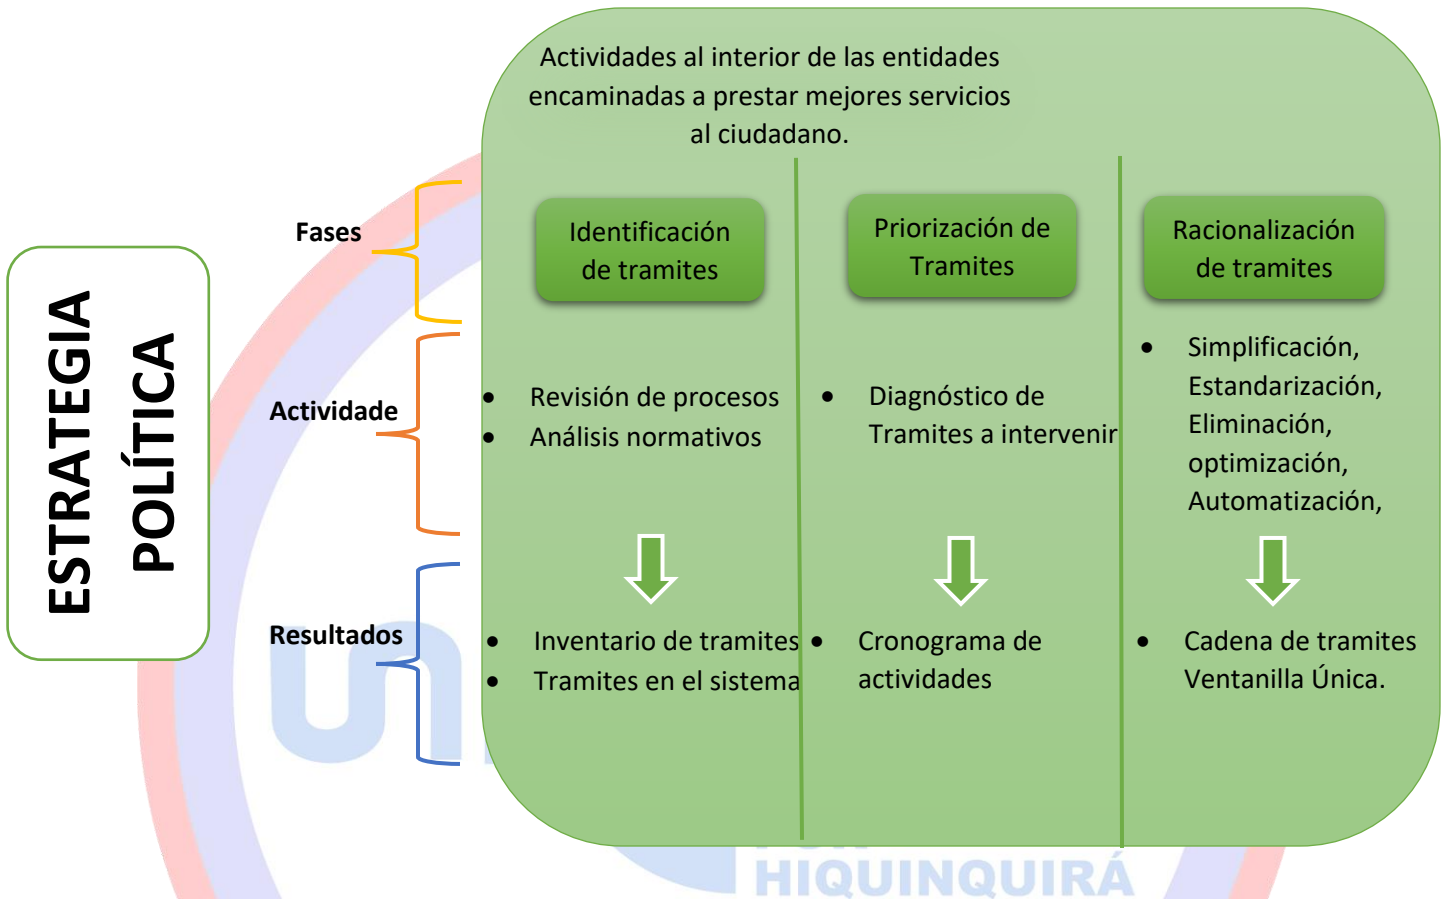 ESTRATEGIA
POLÍTICA
Actividades al interior de las entidades
encaminadas a prestar mejores servicios
al ciudadano.
Fases
Identificación
de tramites
Priorización de
Tramites
Racionalización
de tramites
Actividade
• Revisión de procesos
• Análisis normativos
• Diagnóstico de
Tramites a intervenir
• Simplificación,
Estandarización,
Eliminación,
optimización,
Automatización,
Resultados
• Inventario de tramites
• Tramites en el sistema
• Cronograma de
actividades
• Cadena de tramites
Ventanilla Única.
HIQUINQUIRÁ